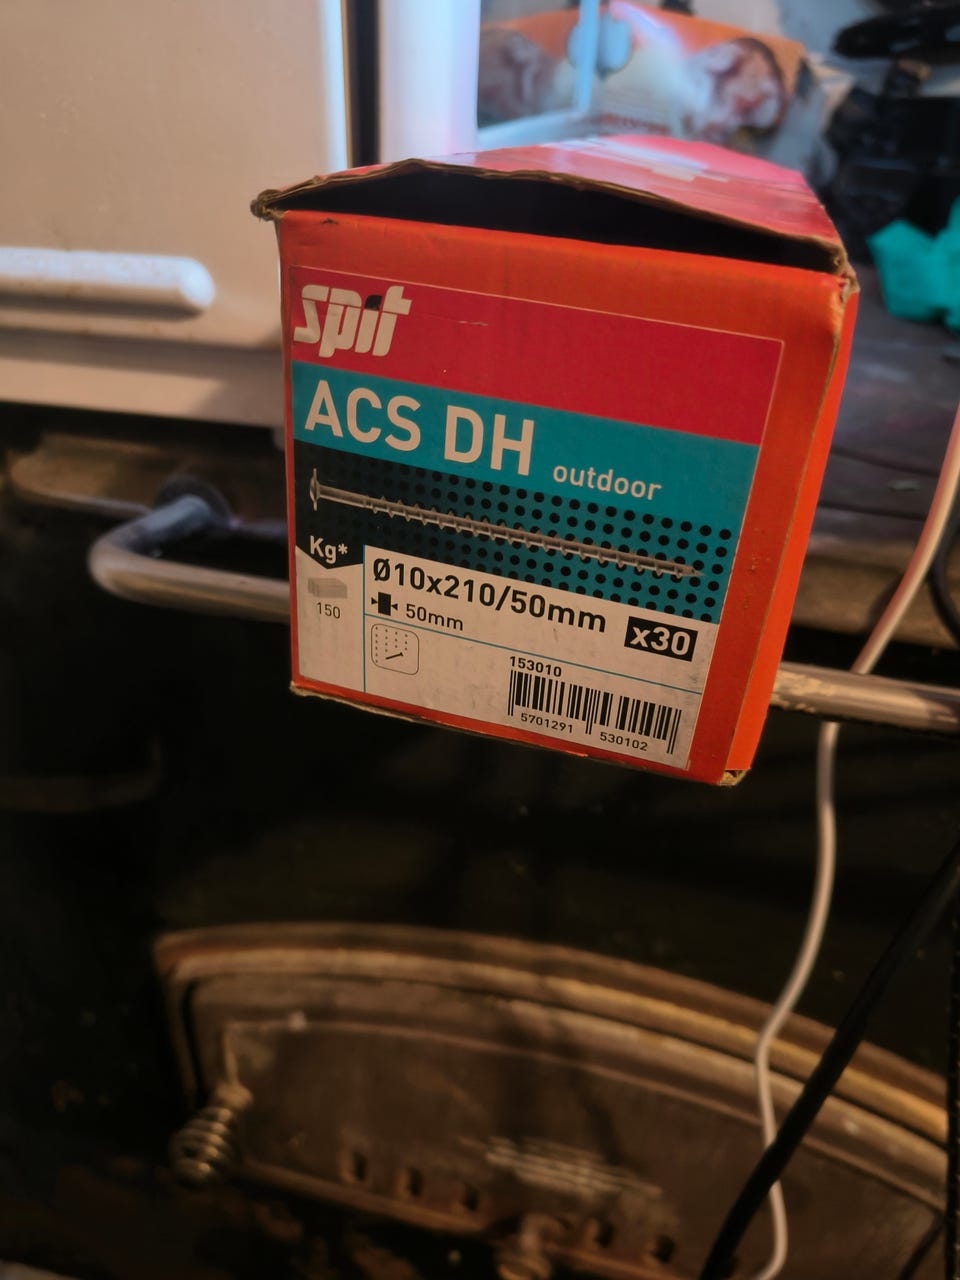 spit
ACS DH outdoor
Kg*
150
Ø10x210/50mm x30
50mm
153010
5701291 530102